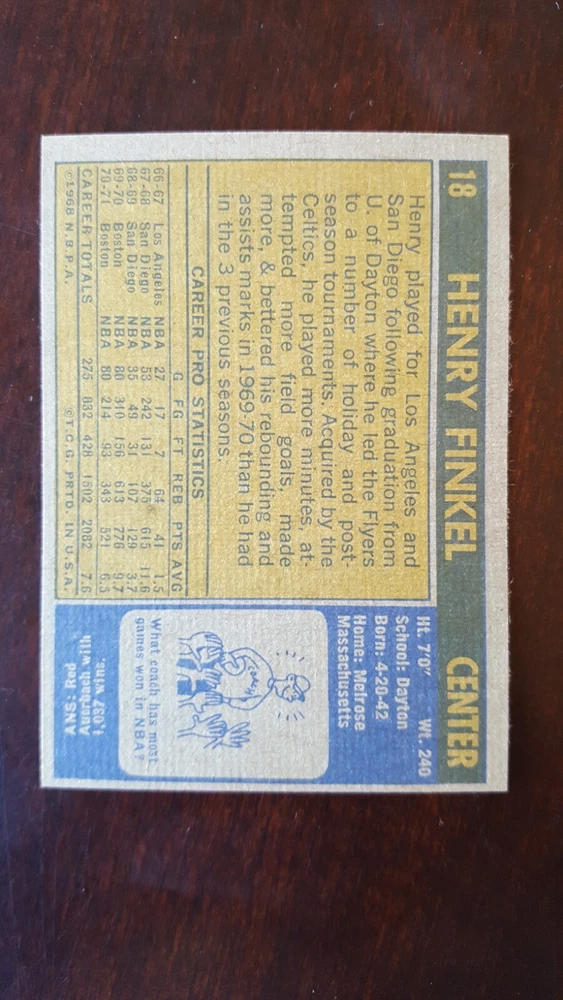 18 HENRY FINKEL CENTER
Henry played for Los Angeles and
San Diego following graduation from
U. of Dayton where he led the Flyers
to a number of holiday and post-
season tournaments. Acquired by the
Celtics, he played more minutes, at-
tempted more field goals, made
more, & bettered his rebounding and
assists marks in 1969-70 than he had
in the 3 previous seasons.
CAREER PRO STATISTICS
G FG FT REB PTS AVG
66-67 Los Angeles NBA 27 17 7 64 41 1.5
67-68 San Diego NBA 53 242 131 375 615 11.6
68-69 San Diego NBA 35 49 31 107 129 3.7
69-70 Boston NBA 80 310 156 613 776 9.7
70-71 Boston NBA 80 214 93 343 521 6.5
CAREER TOTALS 275 832 428 1502 2082 7.6
©1968 N.B.P.A. ©T.C.G. PRTD. IN U.S.A.
Ht. 7'0" Wt. 240
School: Dayton
Born: 4-20-42
Home: Melrose
Massachusetts
What coach has most
games won in NBA?
ANS. Red
Auerbach with
1,037 wins.